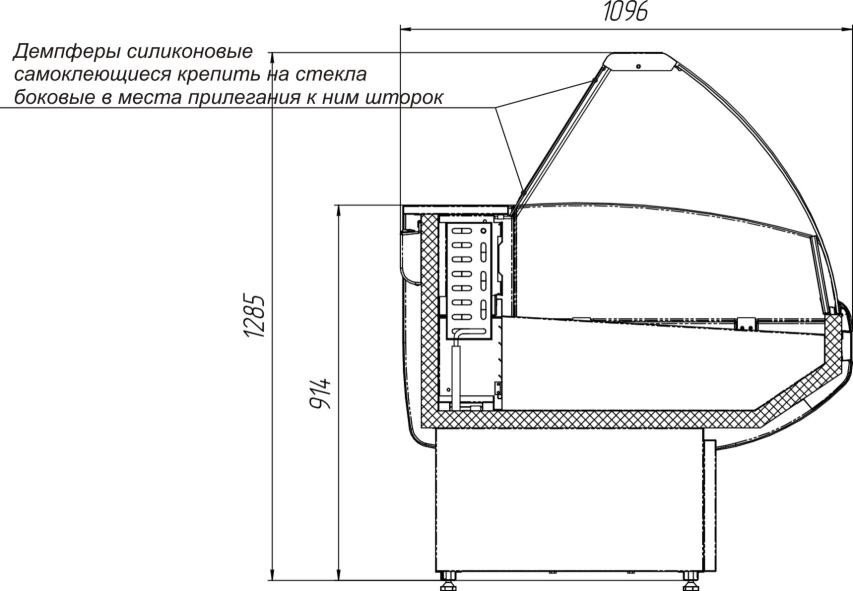 1096
Демпферы силиконовые
самоклеющиеся крепить на стекла
боковые в места прилегания к ним шторок
1285
914